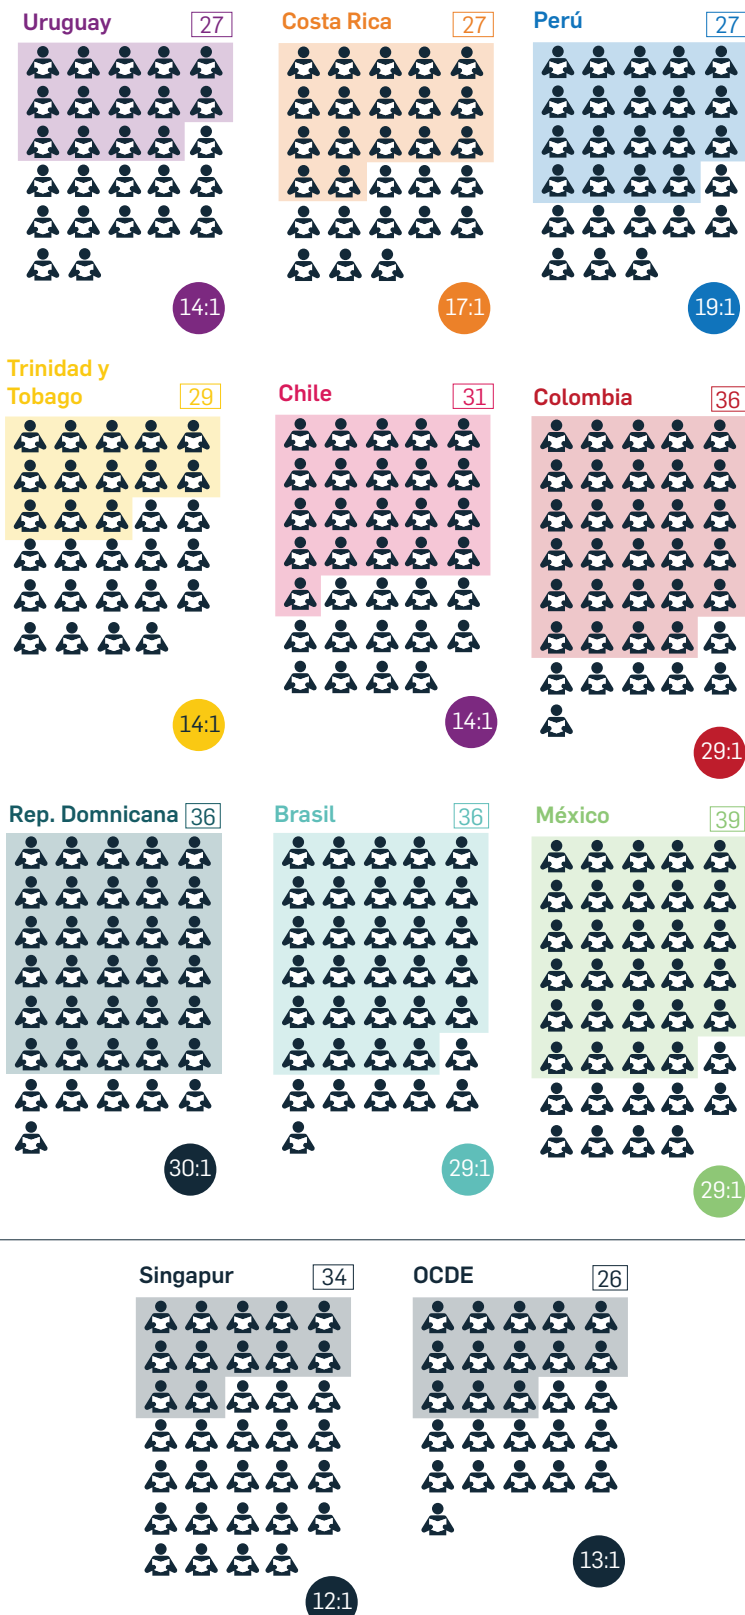 Uruguay 27
14:1
Costa Rica 27
17:1
Perú 27
19:1
Trinidad y
Tobago 29
14:1
Chile 31
14:1
Colombia 36
29:1
Rep. Domnicana 36
30:1
Brasil 36
29:1
México 39
29:1
Singapur 34
12:1
OCDE 26
13:1